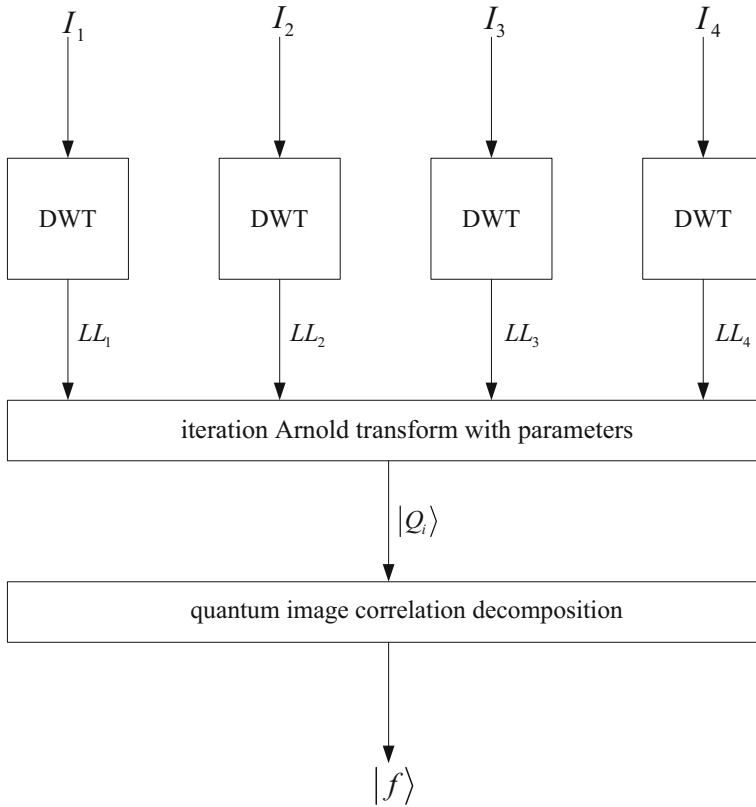 I₁ I₂ I₃ I₄
DWT DWT DWT DWT
LL₁ LL₂ LL₃ LL₄
iteration Arnold transform with parameters
|Qᵢ⟩
quantum image correlation decomposition
|f⟩